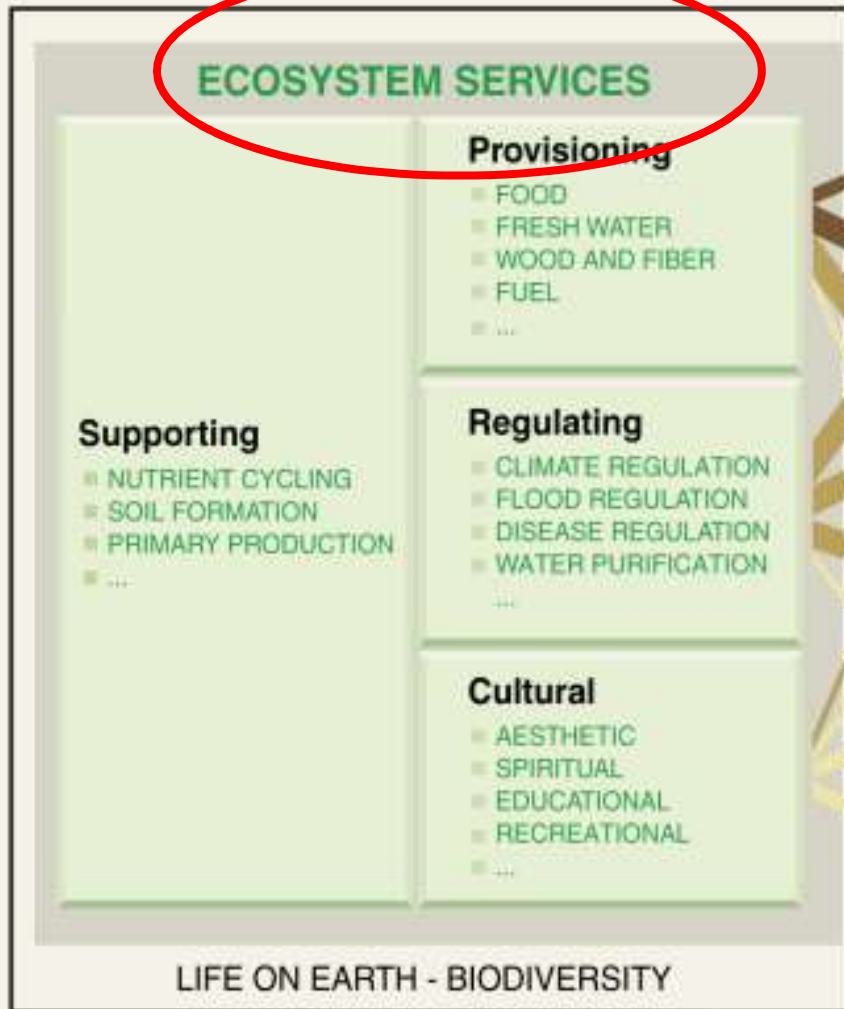 ECOSYSTEM SERVICES
Supporting
NUTRIENT CYCLING
SOIL FORMATION
PRIMARY PRODUCTION
...
Provisioning
FOOD
FRESH WATER
WOOD AND FIBER
FUEL
...
Regulating
CLIMATE REGULATION
FLOOD REGULATION
DISEASE REGULATION
WATER PURIFICATION
...
Cultural
AESTHETIC
SPIRITUAL
EDUCATIONAL
RECREATIONAL
...
LIFE ON EARTH - BIODIVERSITY